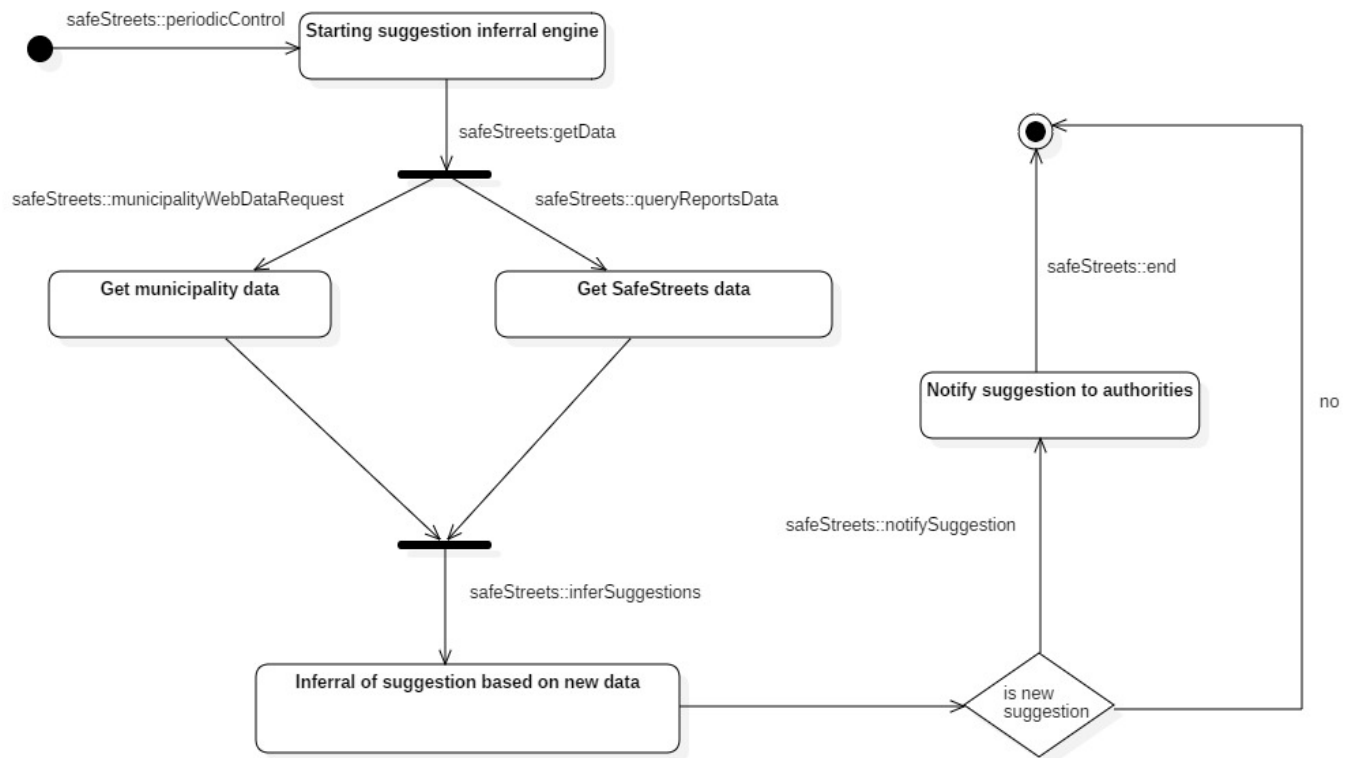 safeStreets::periodicControl
Starting suggestion inferral engine
safeStreets:getData
safeStreets::municipalityWebDataRequest
safeStreets::queryReportsData
Get municipality data
Get SafeStreets data
safeStreets::inferSuggestions
Inferral of suggestion based on new data
is new
suggestion
safeStreets::notifySuggestion
Notify suggestion to authorities
safeStreets::end
no